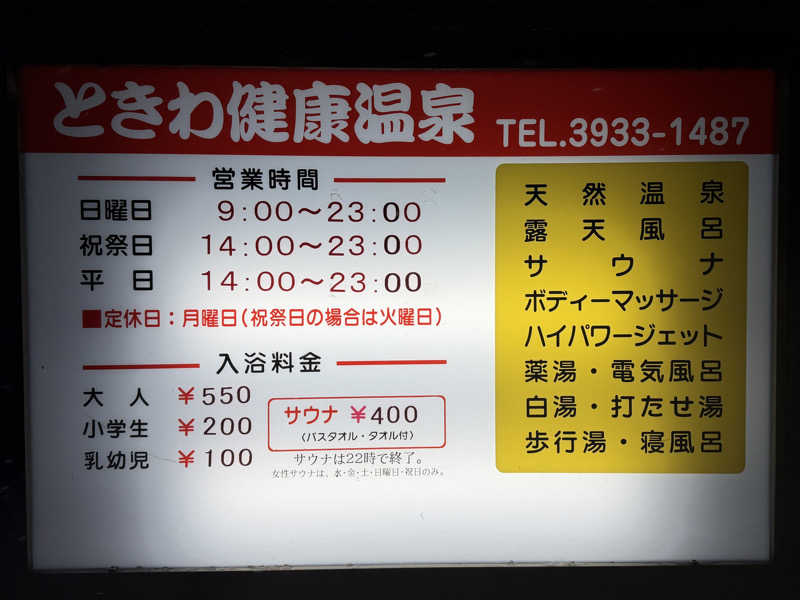 ときわ健康温泉 TEL.3933-1487
営業時間
日曜日 9:00〜23:00
祝祭日 14:00〜23:00
平日 14:00〜23:00
■定休日：月曜日(祝祭日の場合は火曜日)
入浴料金
大人 ¥550
小学生 ¥200
乳幼児 ¥100
サウナ ¥400
(バスタオル・タオル付)
サウナは22時で終了。
女性サウナは、水・金・土・日曜日・祝日のみ。
天然温泉
露天風呂
サウナ
ボディーマッサージ
ハイパワージェット
薬湯・電気風呂
白湯・打たせ湯
歩行湯・寝風呂